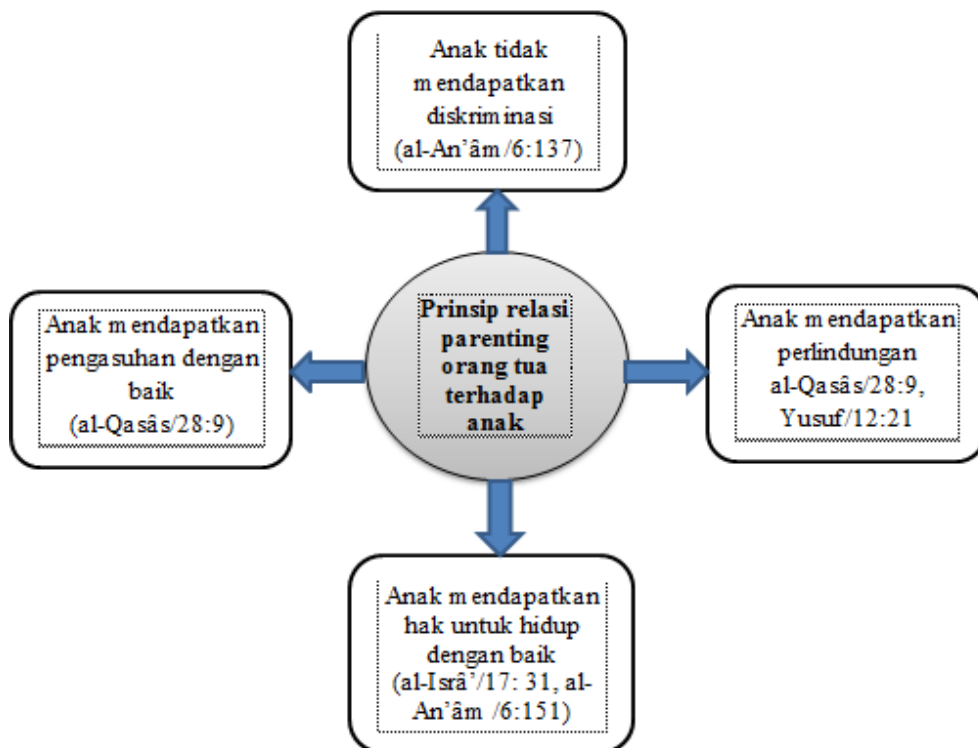 Anak tidak
mendapatkan
diskriminasi
(al-An’âm/6:137)
Anak mendapatkan
pengasuhan dengan
baik
(al-Qasâs/28:9)
Prinsip relasi
parenting
orang tua
terhadap
anak
Anak mendapatkan
perlindungan
al-Qasâs/28:9,
Yusuf/12:21
Anak mendapatkan
hak untuk hidup
dengan baik
(al-Isrâ’/17: 31, al-
An’âm /6:151)